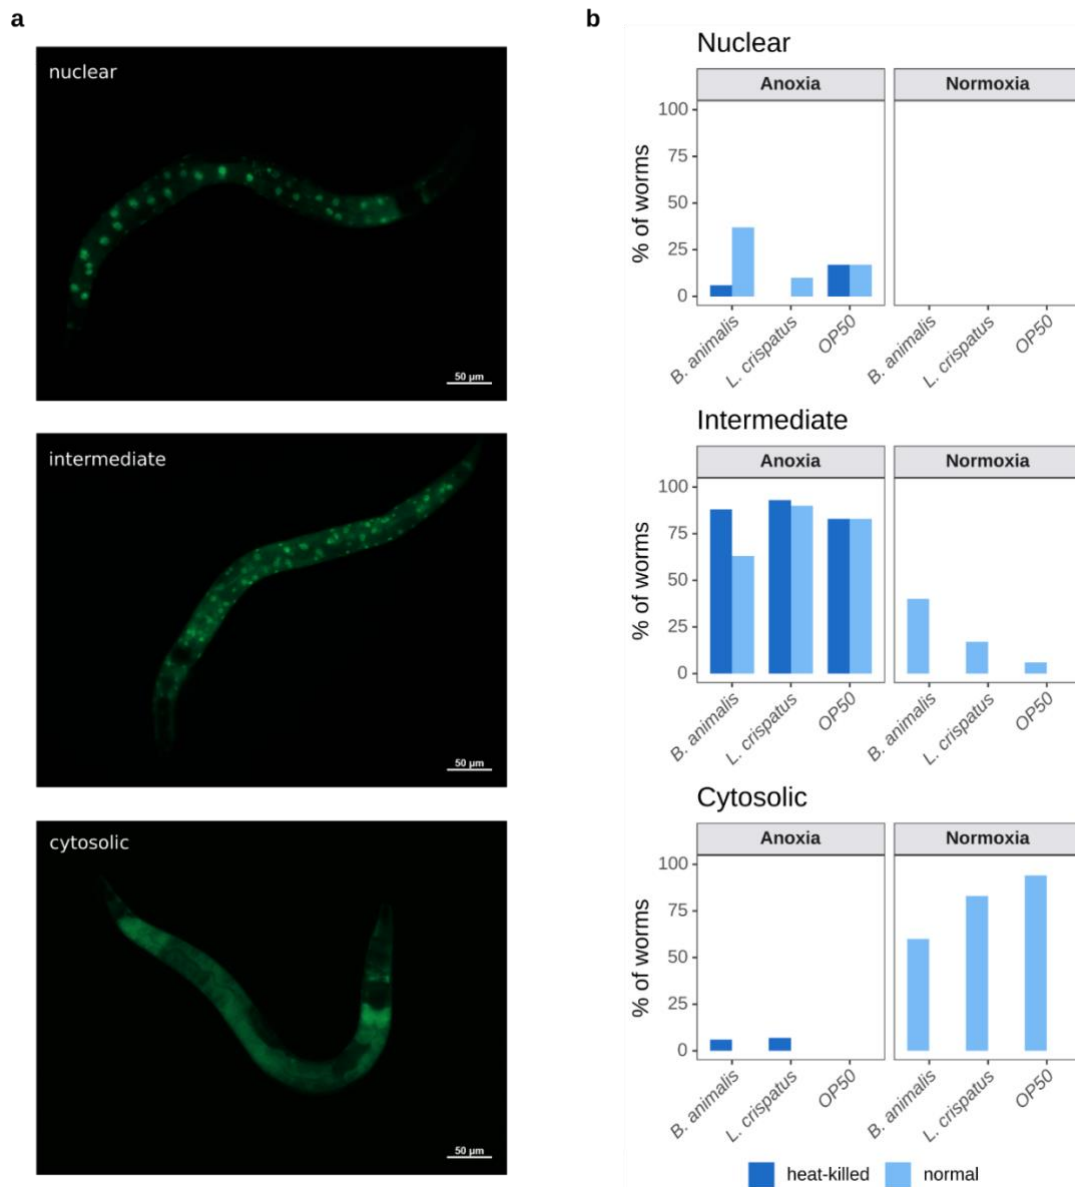 a
nuclear
50 µm
intermediate
50 µm
cytosolic
50 µm
b
Nuclear
Anoxia
Normoxia
% of worms
100
75
50
25
0
B. animalis
L. crispatus
OP50
B. animalis
L. crispatus
OP50
Intermediate
Anoxia
Normoxia
% of worms
100
75
50
25
0
B. animalis
L. crispatus
OP50
B. animalis
L. crispatus
OP50
Cytosolic
Anoxia
Normoxia
% of worms
100
75
50
25
0
B. animalis
L. crispatus
OP50
B. animalis
L. crispatus
OP50
heat-killed
normal